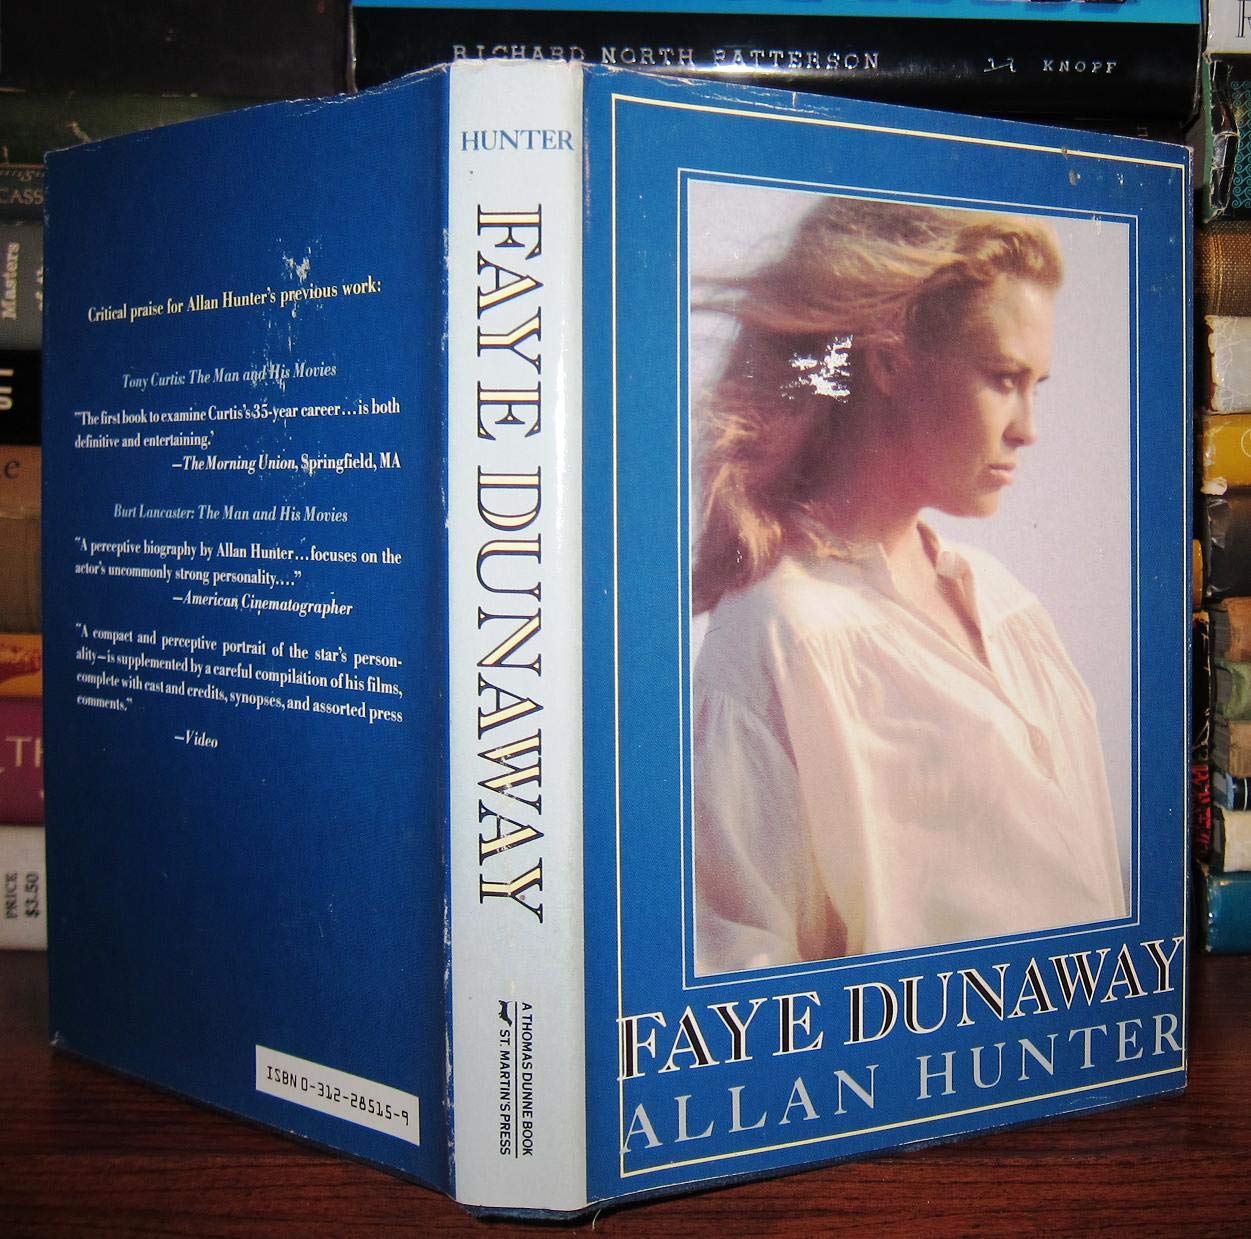 RICHARD NORTH PATTERSON
KNOPF
CASS
Masters
PRICE
$3.50
Critical praise for Allan Hunter's previous work:
Tony Curtis: The Man and His Movies
"The first book to examine Curtis's 35-year career...is both
definitive and entertaining.'
—The Morning Union, Springfield, MA
Burt Lancaster: The Man and His Movies
"A perceptive biography by Allan Hunter...focuses on the
actor's uncommonly strong personality...."
—American Cinematographer
"A compact and perceptive portrait of the star's person-
ality—is supplemented by a careful compilation of his films,
complete with cast and credits, synopses, and assorted press
comments."
—Video
ISBN 0-312-28515-9
HUNTER
FAYE DUNAWAY
A THOMAS DUNNE BOOK
ST. MARTIN'S PRESS
FAYE DUNAWAY
ALLAN HUNTER